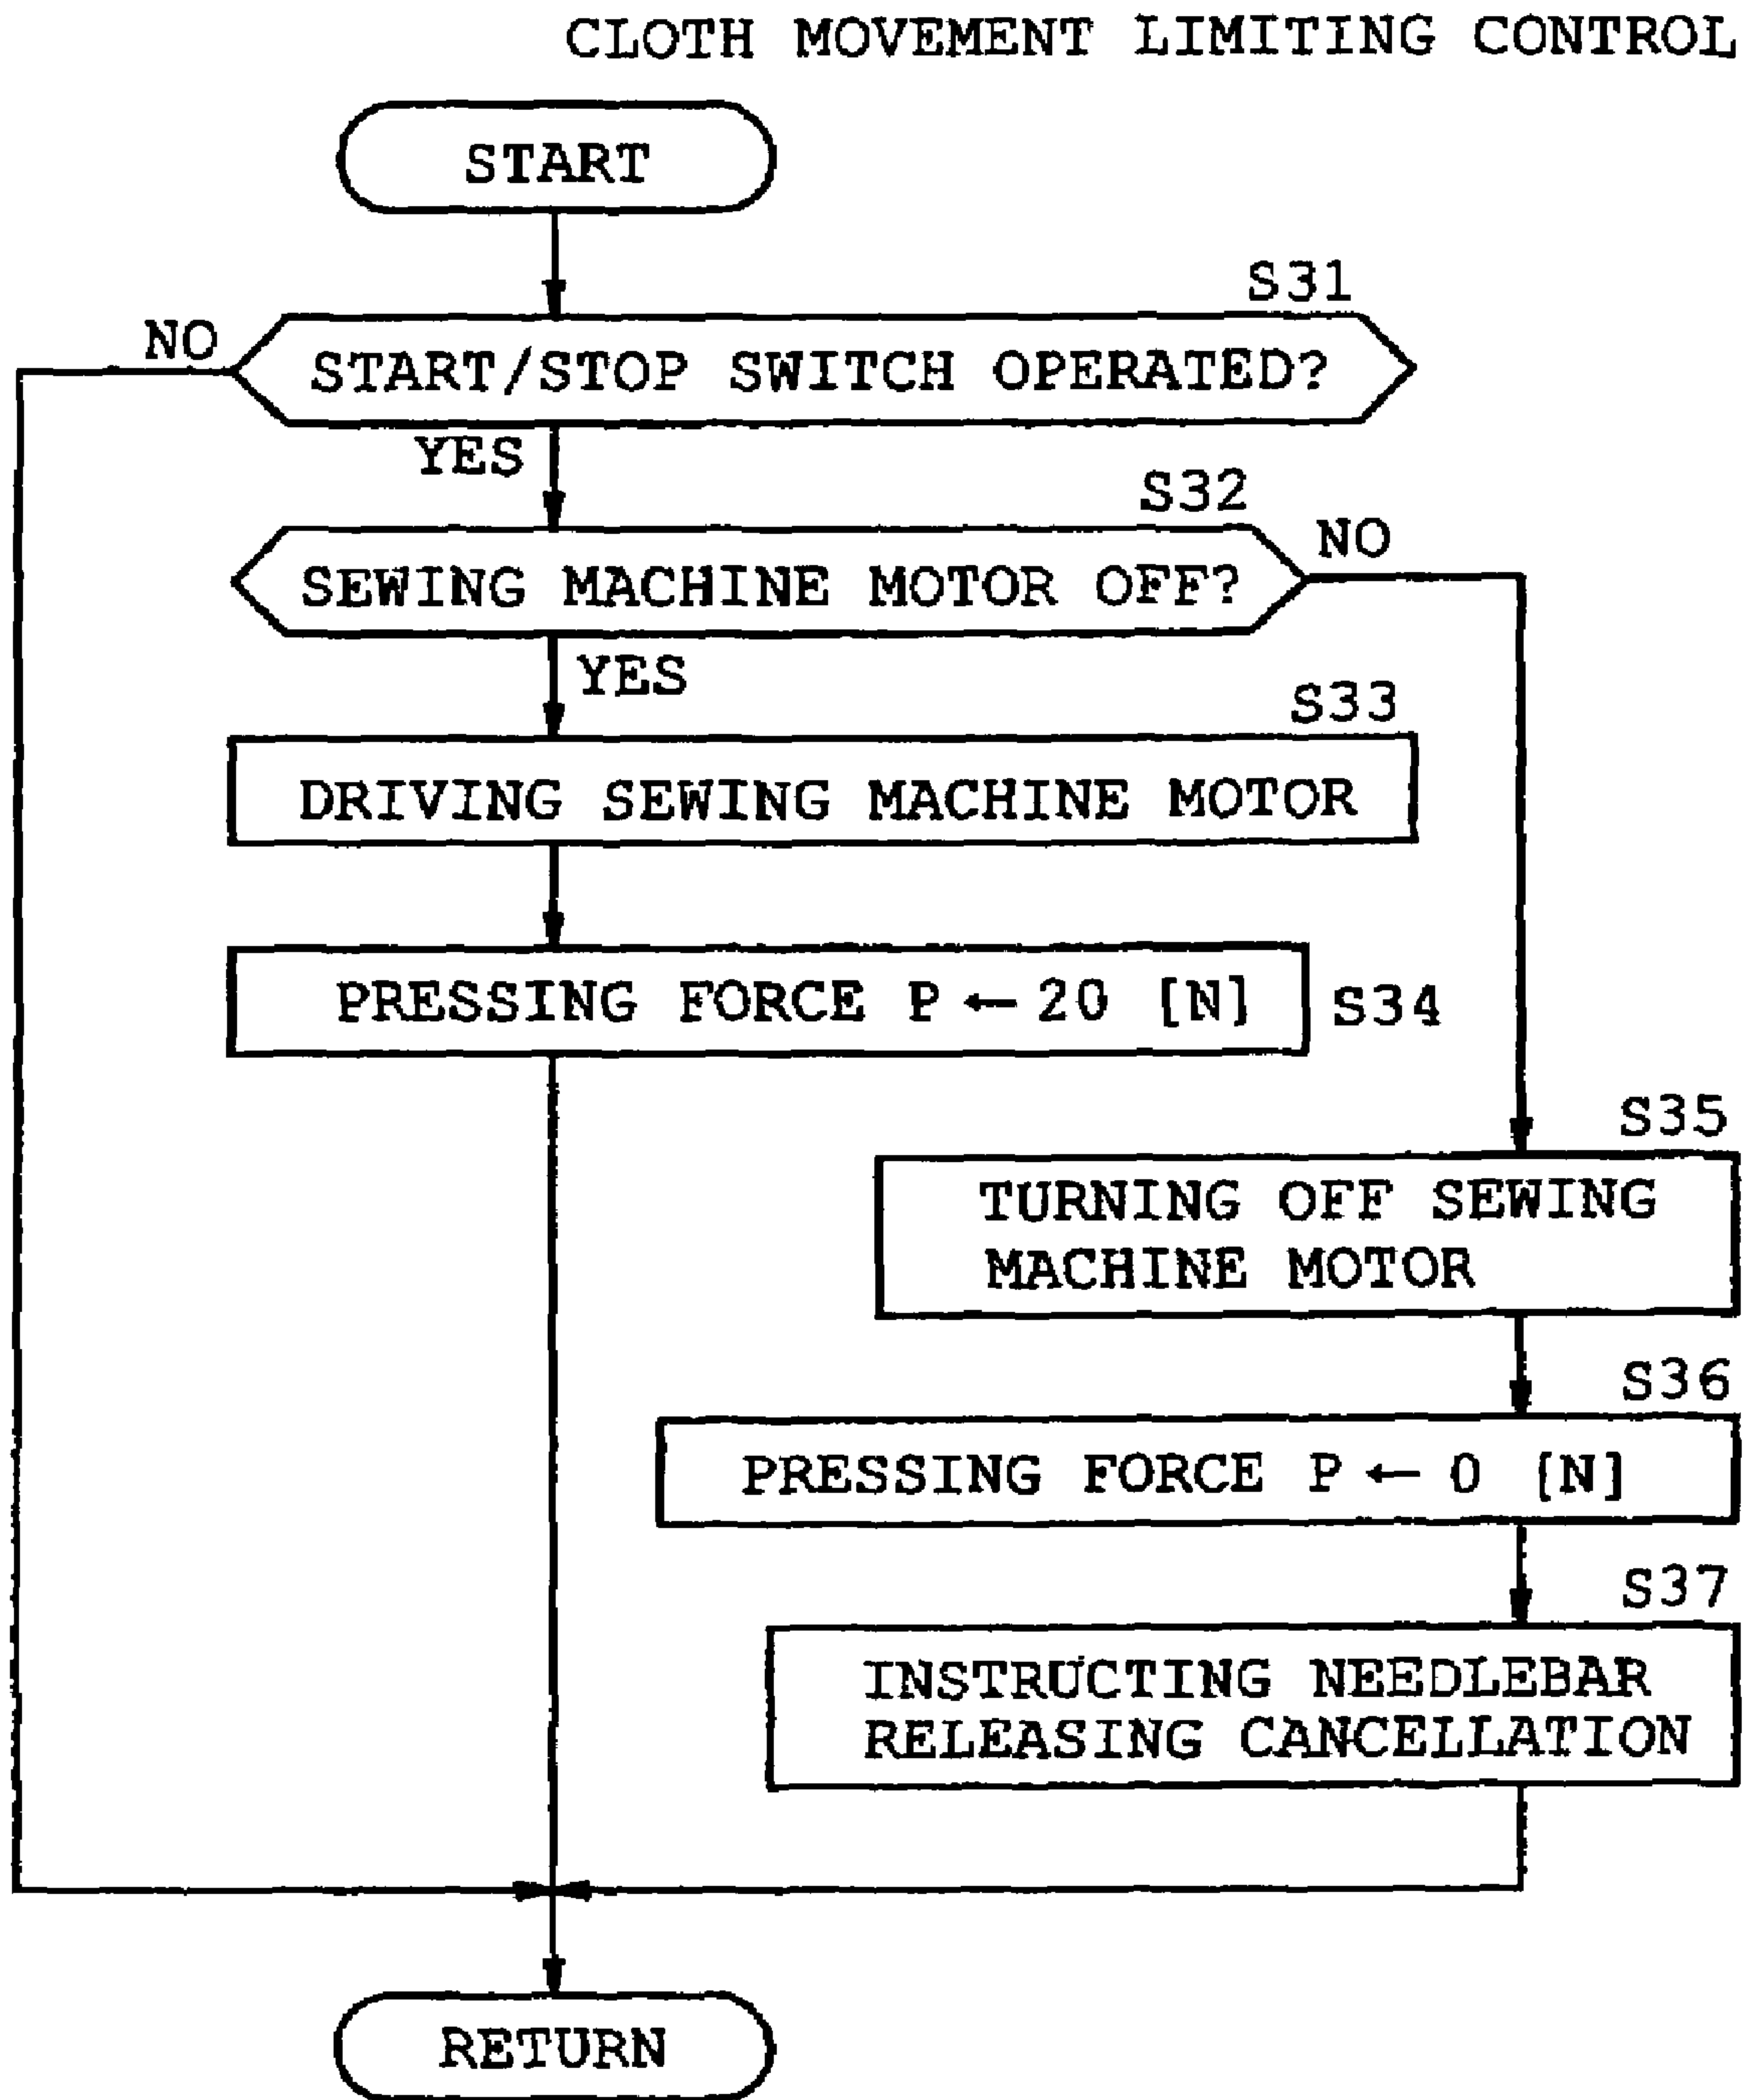 CLOTH MOVEMENT LIMITING CONTROL
START
S31
NO
START/STOP SWITCH OPERATED?
YES
S32
NO
SEWING MACHINE MOTOR OFF?
YES
S33
DRIVING SEWING MACHINE MOTOR
PRESSING FORCE P ← 20 [N]
S34
S35
TURNING OFF SEWING
MACHINE MOTOR
S36
PRESSING FORCE P ← 0 [N]
S37
INSTRUCTING NEEDLEBAR
RELEASING CANCELLATION
RETURN